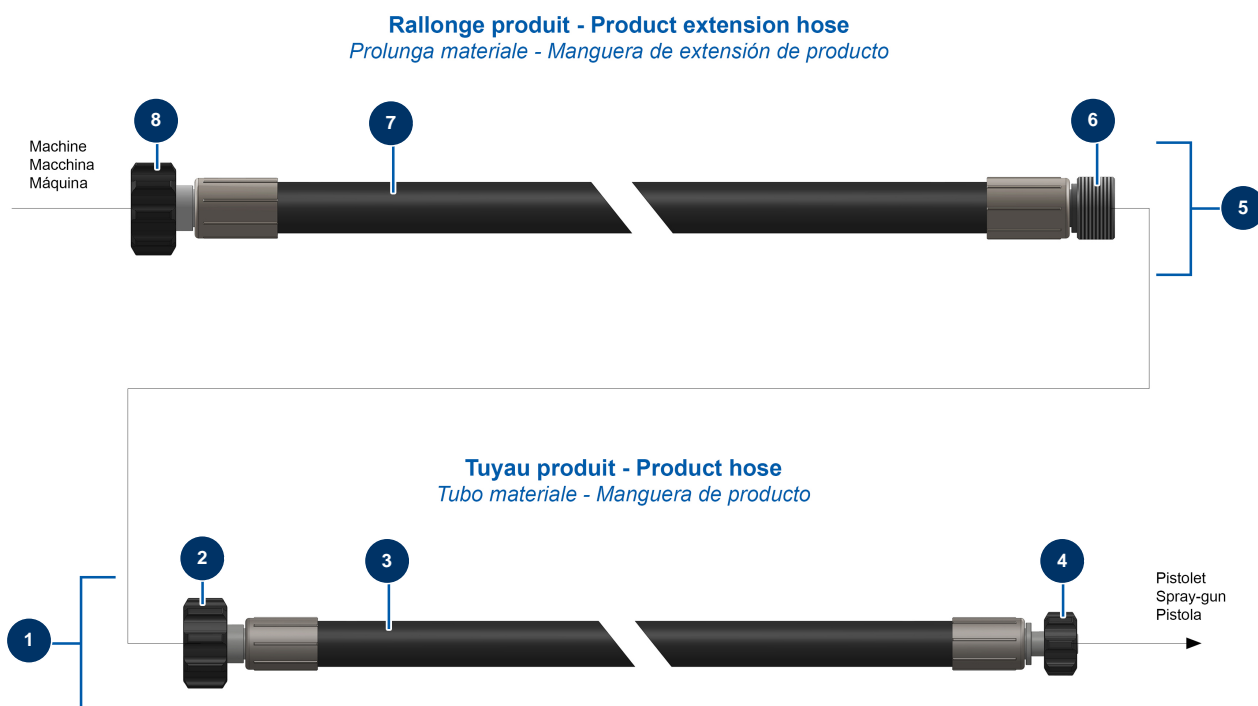 Rallonge produit - Product extension hose
Prolunga materiale - Manguera de extensión de producto
8
7
6
Machine
Macchina
Máquina
5
Tuyau produit - Product hose
Tubo materiale - Manguera de producto
2
3
4
Pistolet
Spray-gun
Pistola
1